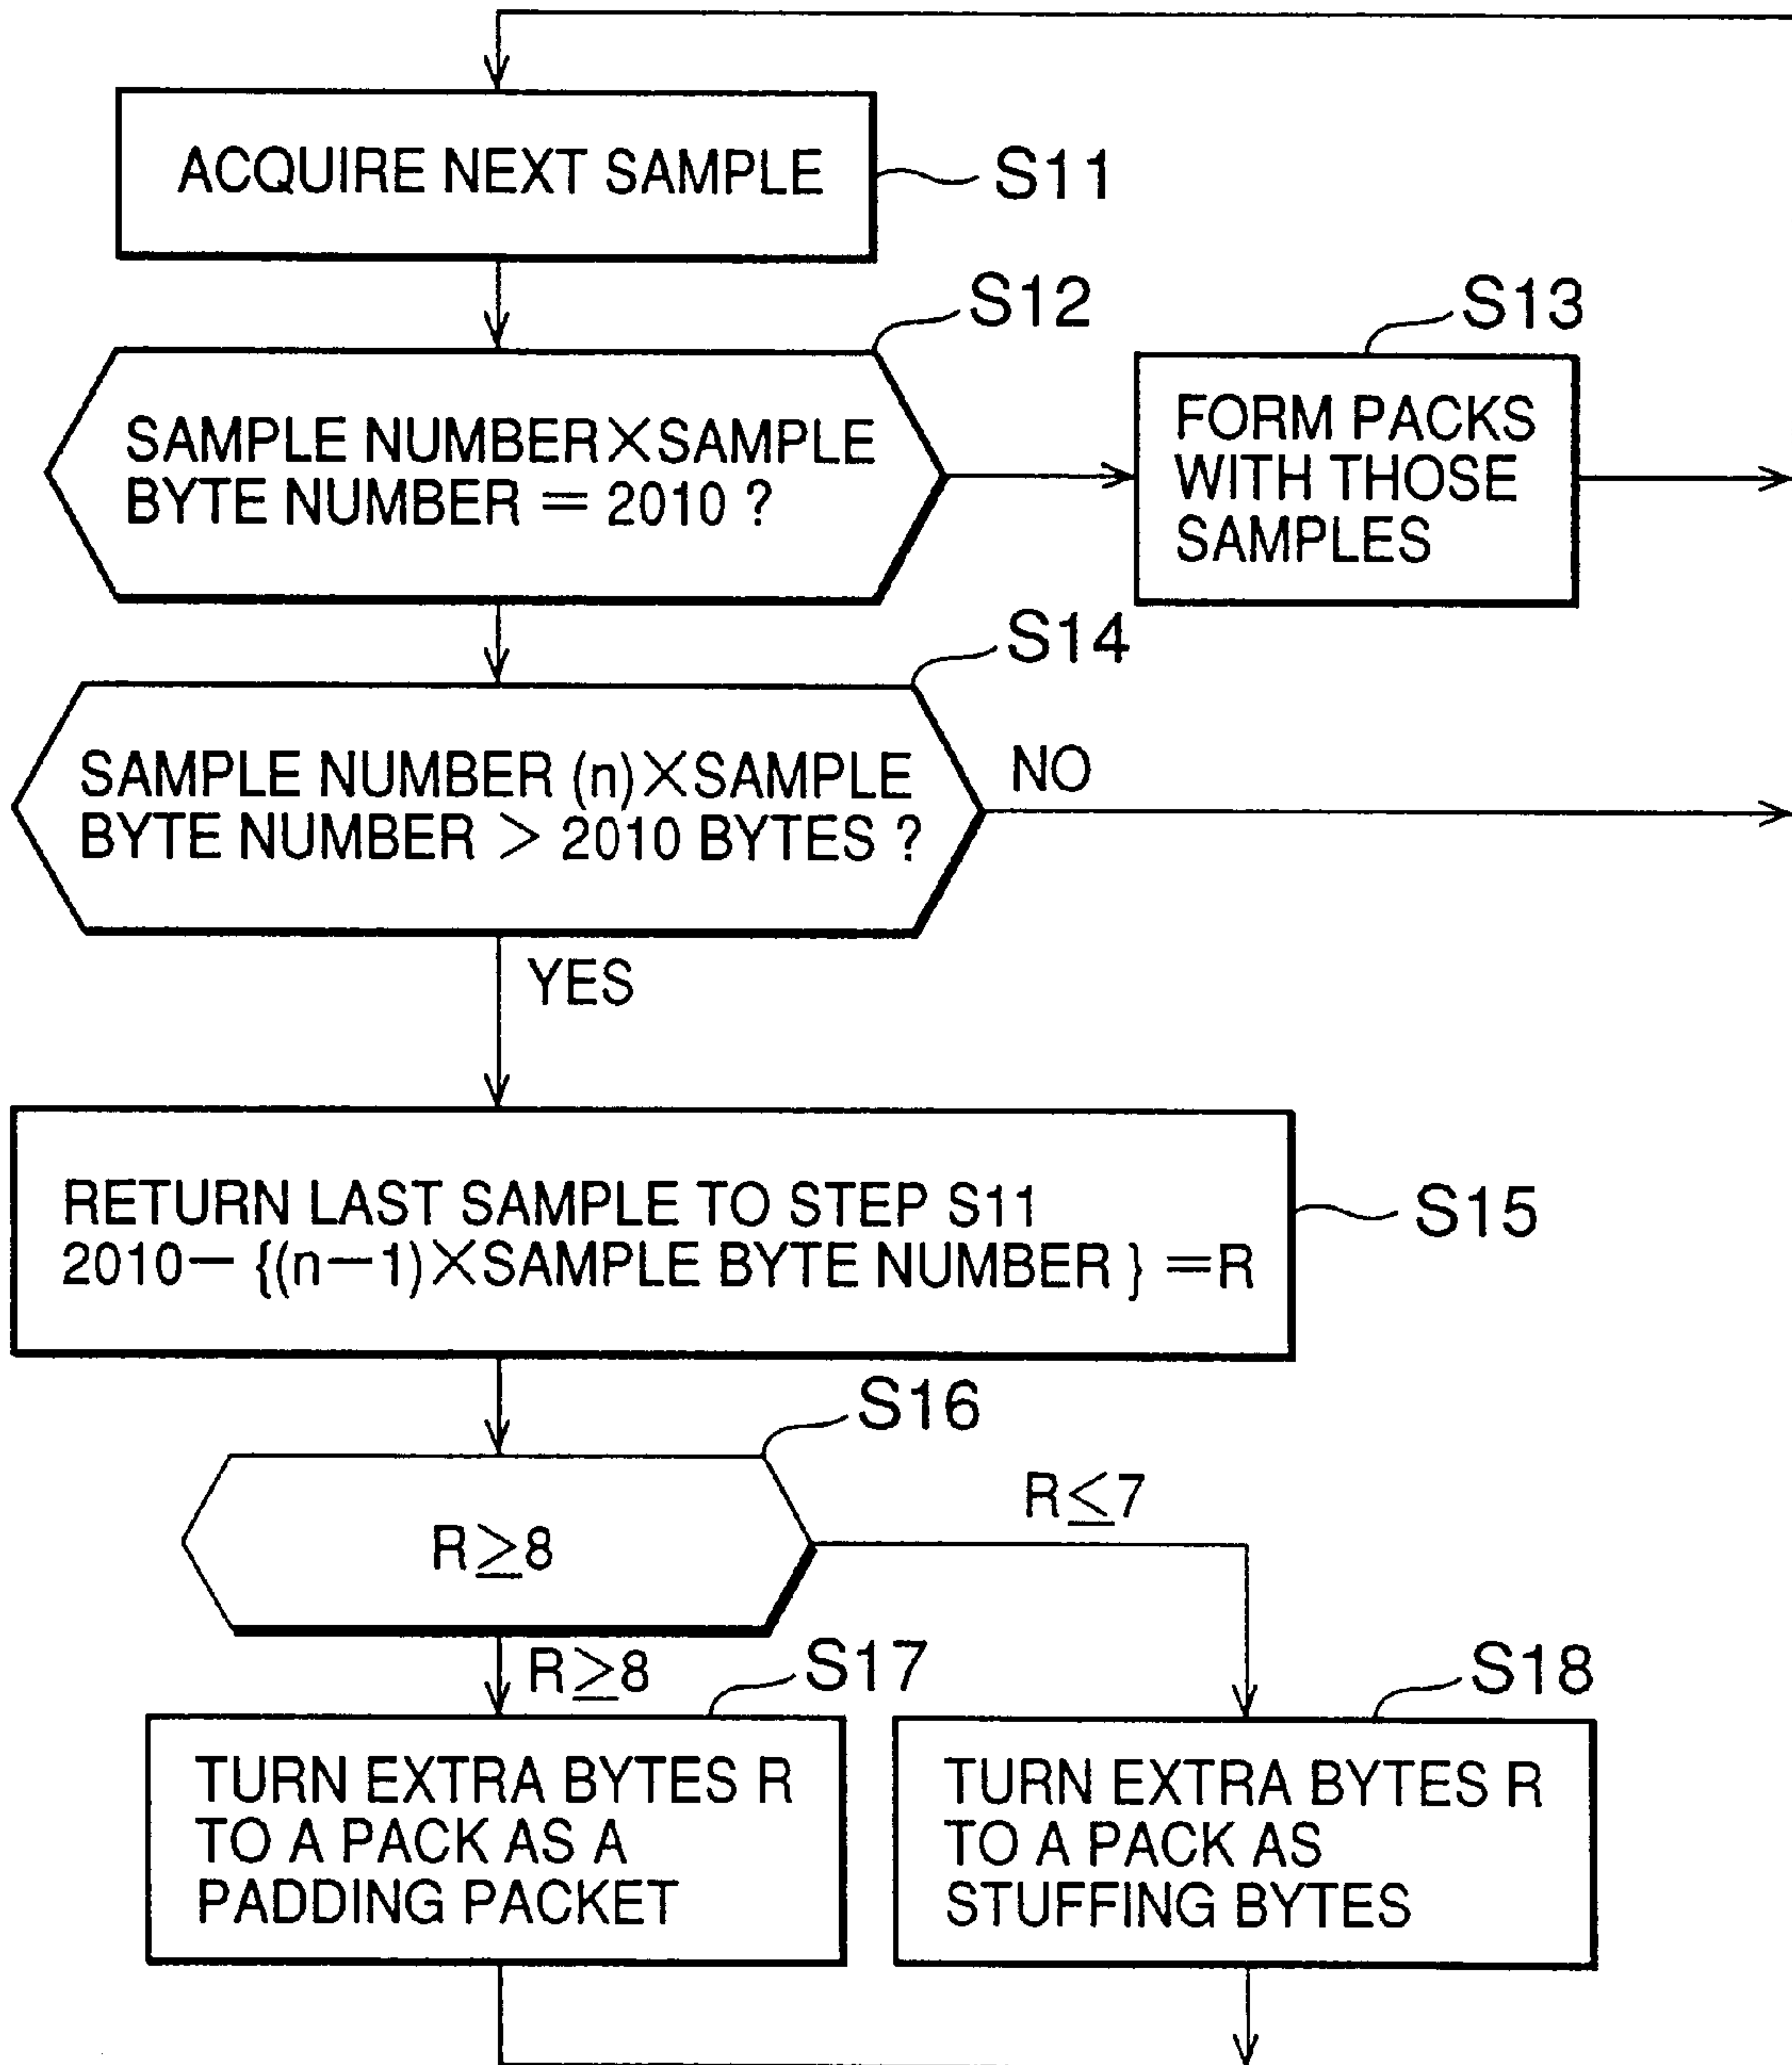 ACQUIRE NEXT SAMPLE
S11
S12
SAMPLE NUMBER×SAMPLE
BYTE NUMBER = 2010 ?
S13
FORM PACKS
WITH THOSE
SAMPLES
S14
SAMPLE NUMBER (n)×SAMPLE
BYTE NUMBER > 2010 BYTES ?
NO
YES
RETURN LAST SAMPLE TO STEP S11
2010− {(n−1)×SAMPLE BYTE NUMBER } =R
S15
S16
R≥8
R≤7
R≥8
S17
TURN EXTRA BYTES R
TO A PACK AS A
PADDING PACKET
S18
TURN EXTRA BYTES R
TO A PACK AS
STUFFING BYTES